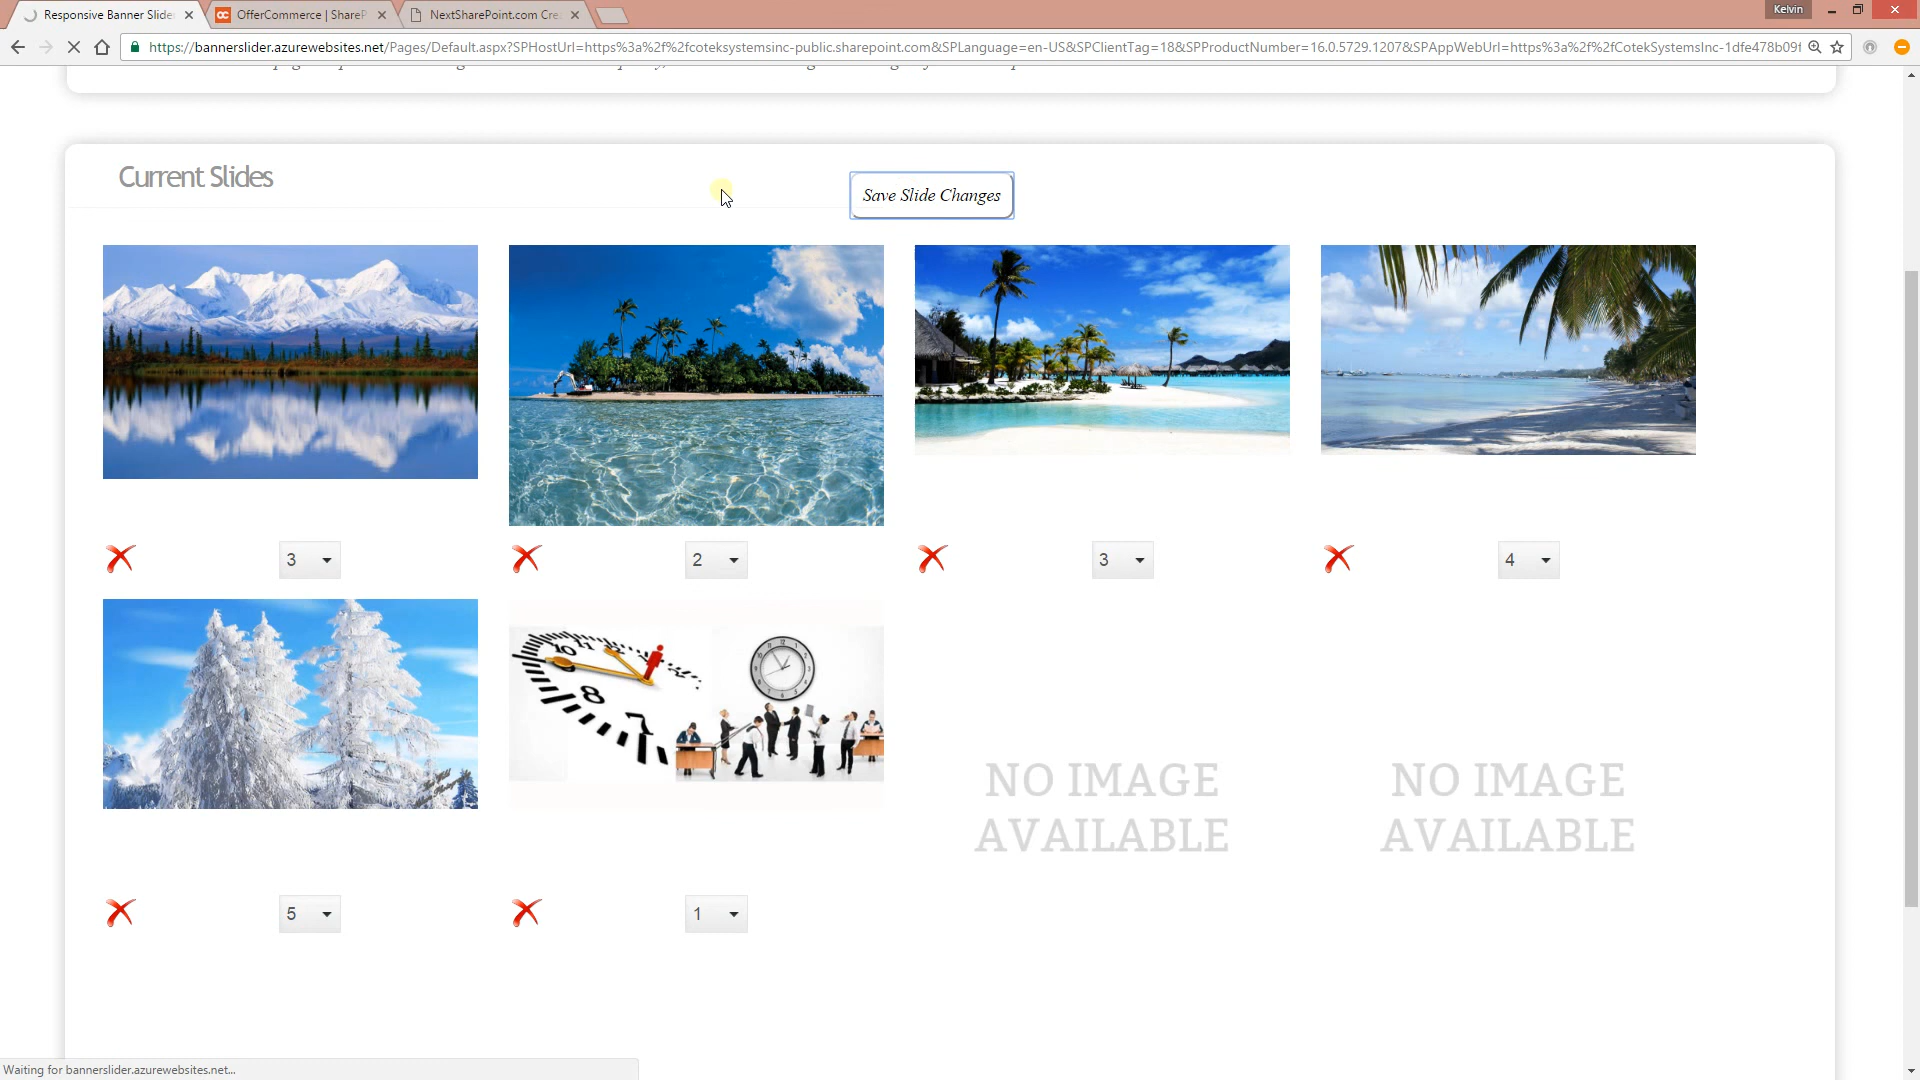 Responsive Banner Slide
OfferCommerce | ShareP
NextSharePoint.com Cre
Kelvin
https://bannerslider.azurewebsites.net/Pages/Default.aspx?SPHostUrl=https%3a%2f%2fcoteksystemsinc-public.sharepoint.com&SPLanguage=en-US&SPClientTag=18&SPProductNumber=16.0.5729.1207&SPAppWebUrl=https%3a%2f%2fCotekSystemsInc-1dfe478b09f
Current Slides
Save Slide Changes
3
2
3
4
NO IMAGE
AVAILABLE
NO IMAGE
AVAILABLE
5
1
Waiting for bannerslider.azurewebsites.net...